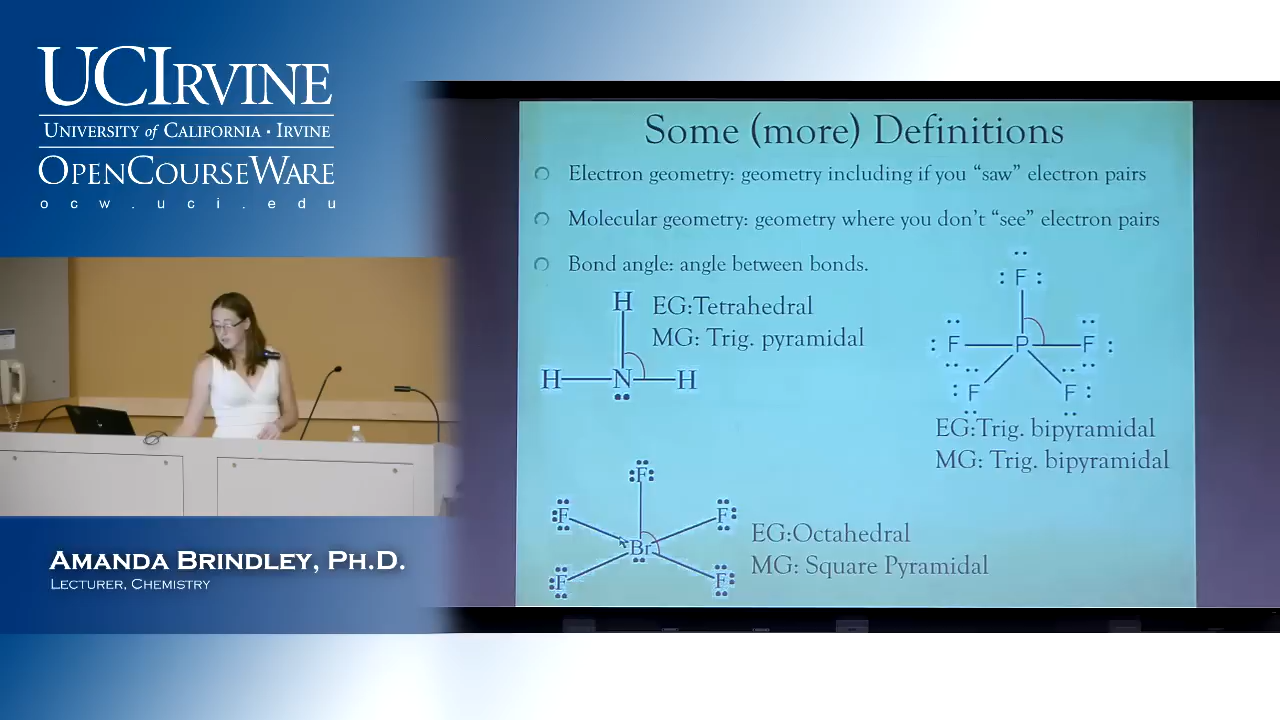 UCIRVINE
UNIVERSITY of CALIFORNIA · IRVINE
OPENCOURSEWARE
ocw.uci.edu
Some (more) Definitions
Electron geometry: geometry including if you “saw” electron pairs
Molecular geometry: geometry where you don’t “see” electron pairs
Bond angle: angle between bonds.
H
EG:Tetrahedral
MG: Trig. pyramidal
H N H
F
F P F
F F
EG:Trig. bipyramidal
MG: Trig. bipyramidal
F
F F
Br
F F
EG:Octahedral
MG: Square Pyramidal
AMANDA BRINDLEY, PH.D.
LECTURER, CHEMISTRY